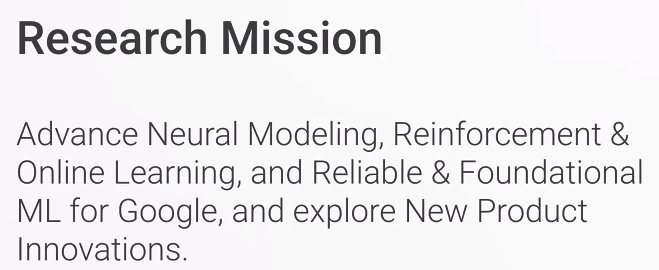 Research Mission
Advance Neural Modeling, Reinforcement &
Online Learning, and Reliable & Foundational
ML for Google, and explore New Product
Innovations.